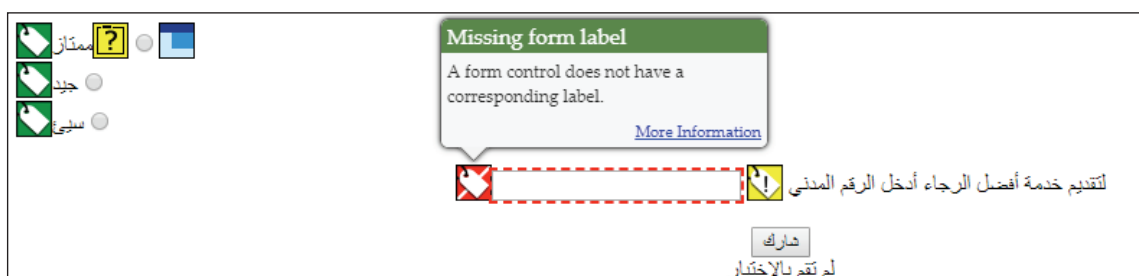 ممتاز
جيد
سيئ
Missing form label
A form control does not have a
corresponding label.
More Information
لتقديم خدمة أفضل الرجاء أدخل الرقم المدني
شارك
لم تقم بالاختيار